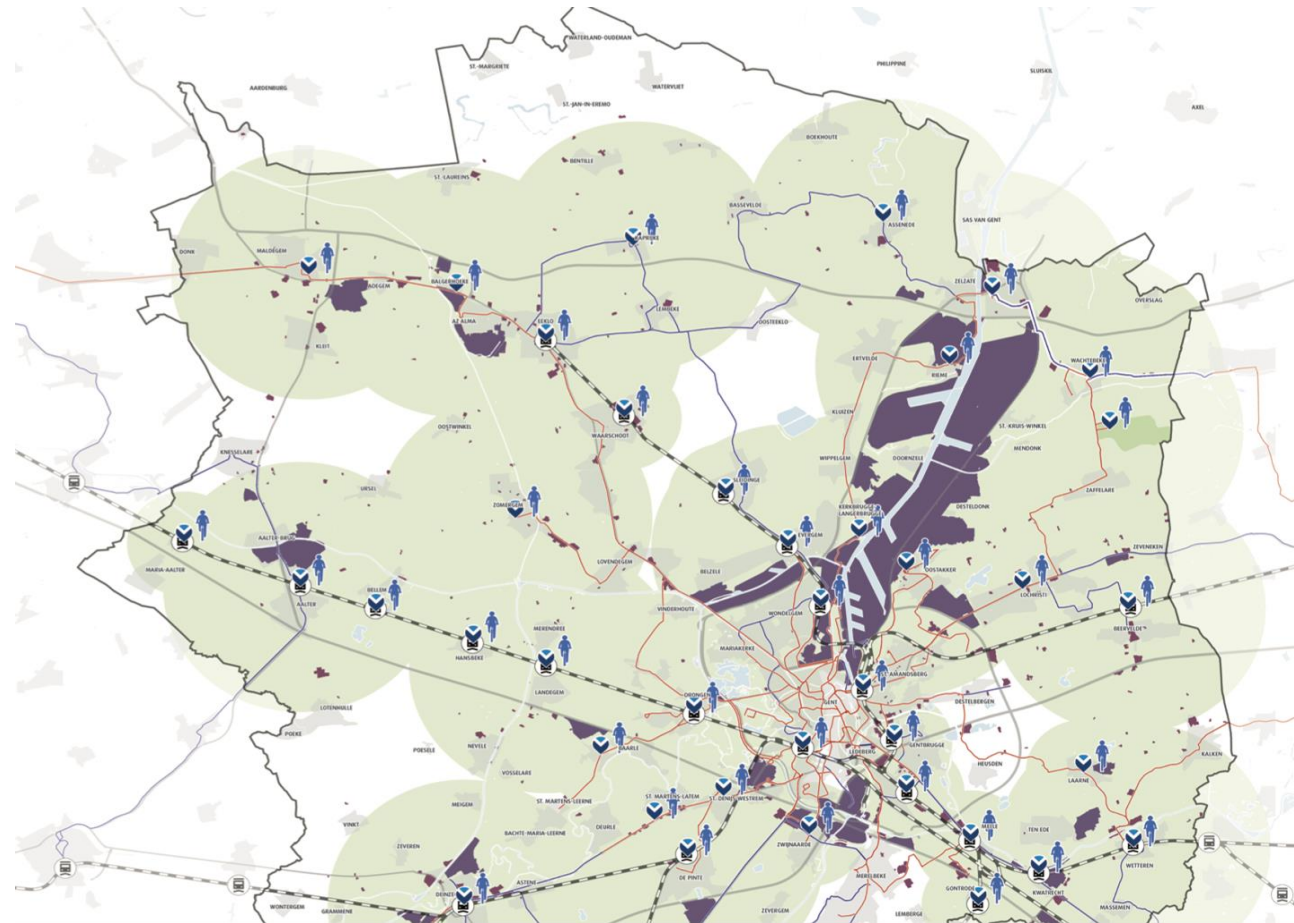 WATERLAND-OUDEMAN
ST.-MARGRIETE
PHILIPPINE
SLUISKIL
AARDENBURG
WATERVLIET
ST.-JAN-IN-EREMO
AXEL
BOEKHOUTE
BENTILLE
ST.-LAUREINS
BASSEVELDE
SAS VAN GENT
ASSENEDE
KAPRIJKE
DONK
MALDEGEM
BALGERHOEKE
ADEGEM
ZELZATE
OVERSLAG
LEMBEKE
OOSTEEKLO
AZ ALMA
EEKLO
KLEIT
ERTVELDE
RIEME
WACHTEBEKE
KLUIZEN
OOSTWINKEL
WAARSCHOOT
ST.-KRUIS-WINKEL
MENDONK
KNESSELARE
WIPPELGEM
DOORNZELE
SLEIDINGE
URSEL
ZAFFELARE
ZOMERGEM
KERKBRUGGE-
LANGERBRUGGE
DESTELDONK
AALTER-BRUG
EVERGEM
ZEVENEKEN
LOVENDEGEM
BELZELE
OOSTAKKER
MARIA-AALTER
LOCHRISTI
BELLEM
AALTER
VINDERHOUTE
WONDELGEM
BEERVELDE
MERENDREE
MARIAKERKE
HANSBEKE
ST.-AMANDSBERG
LANDEGEM
DRONGEN
GENT
DESTELBERGEN
LOTENHULLE
POEKE
NEVELE
POESELE
BAARLE
LEDEBERG
GENTBRUGGE
KALKEN
HEUSDEN
LAARNE
VOSSELARE
ST.-MARTENS-LEERNE
ST.-MARTENS-LATEM
ST.-DENIJS-WESTREM
MEIGEM
VINKT
DEURLE
BACHTE-MARIA-LEERNE
MELLE
TEN EDE
ZWIJNAARDE
ZEVEREN
WETTEREN
DE PINTE
MERELBEKE
ASTENE
DEINZE
GONTRODE
KWATRECHT
WONTERGEM
GRAMMENE
ZEVERGEM
LEMBERGE
MASSEMEN